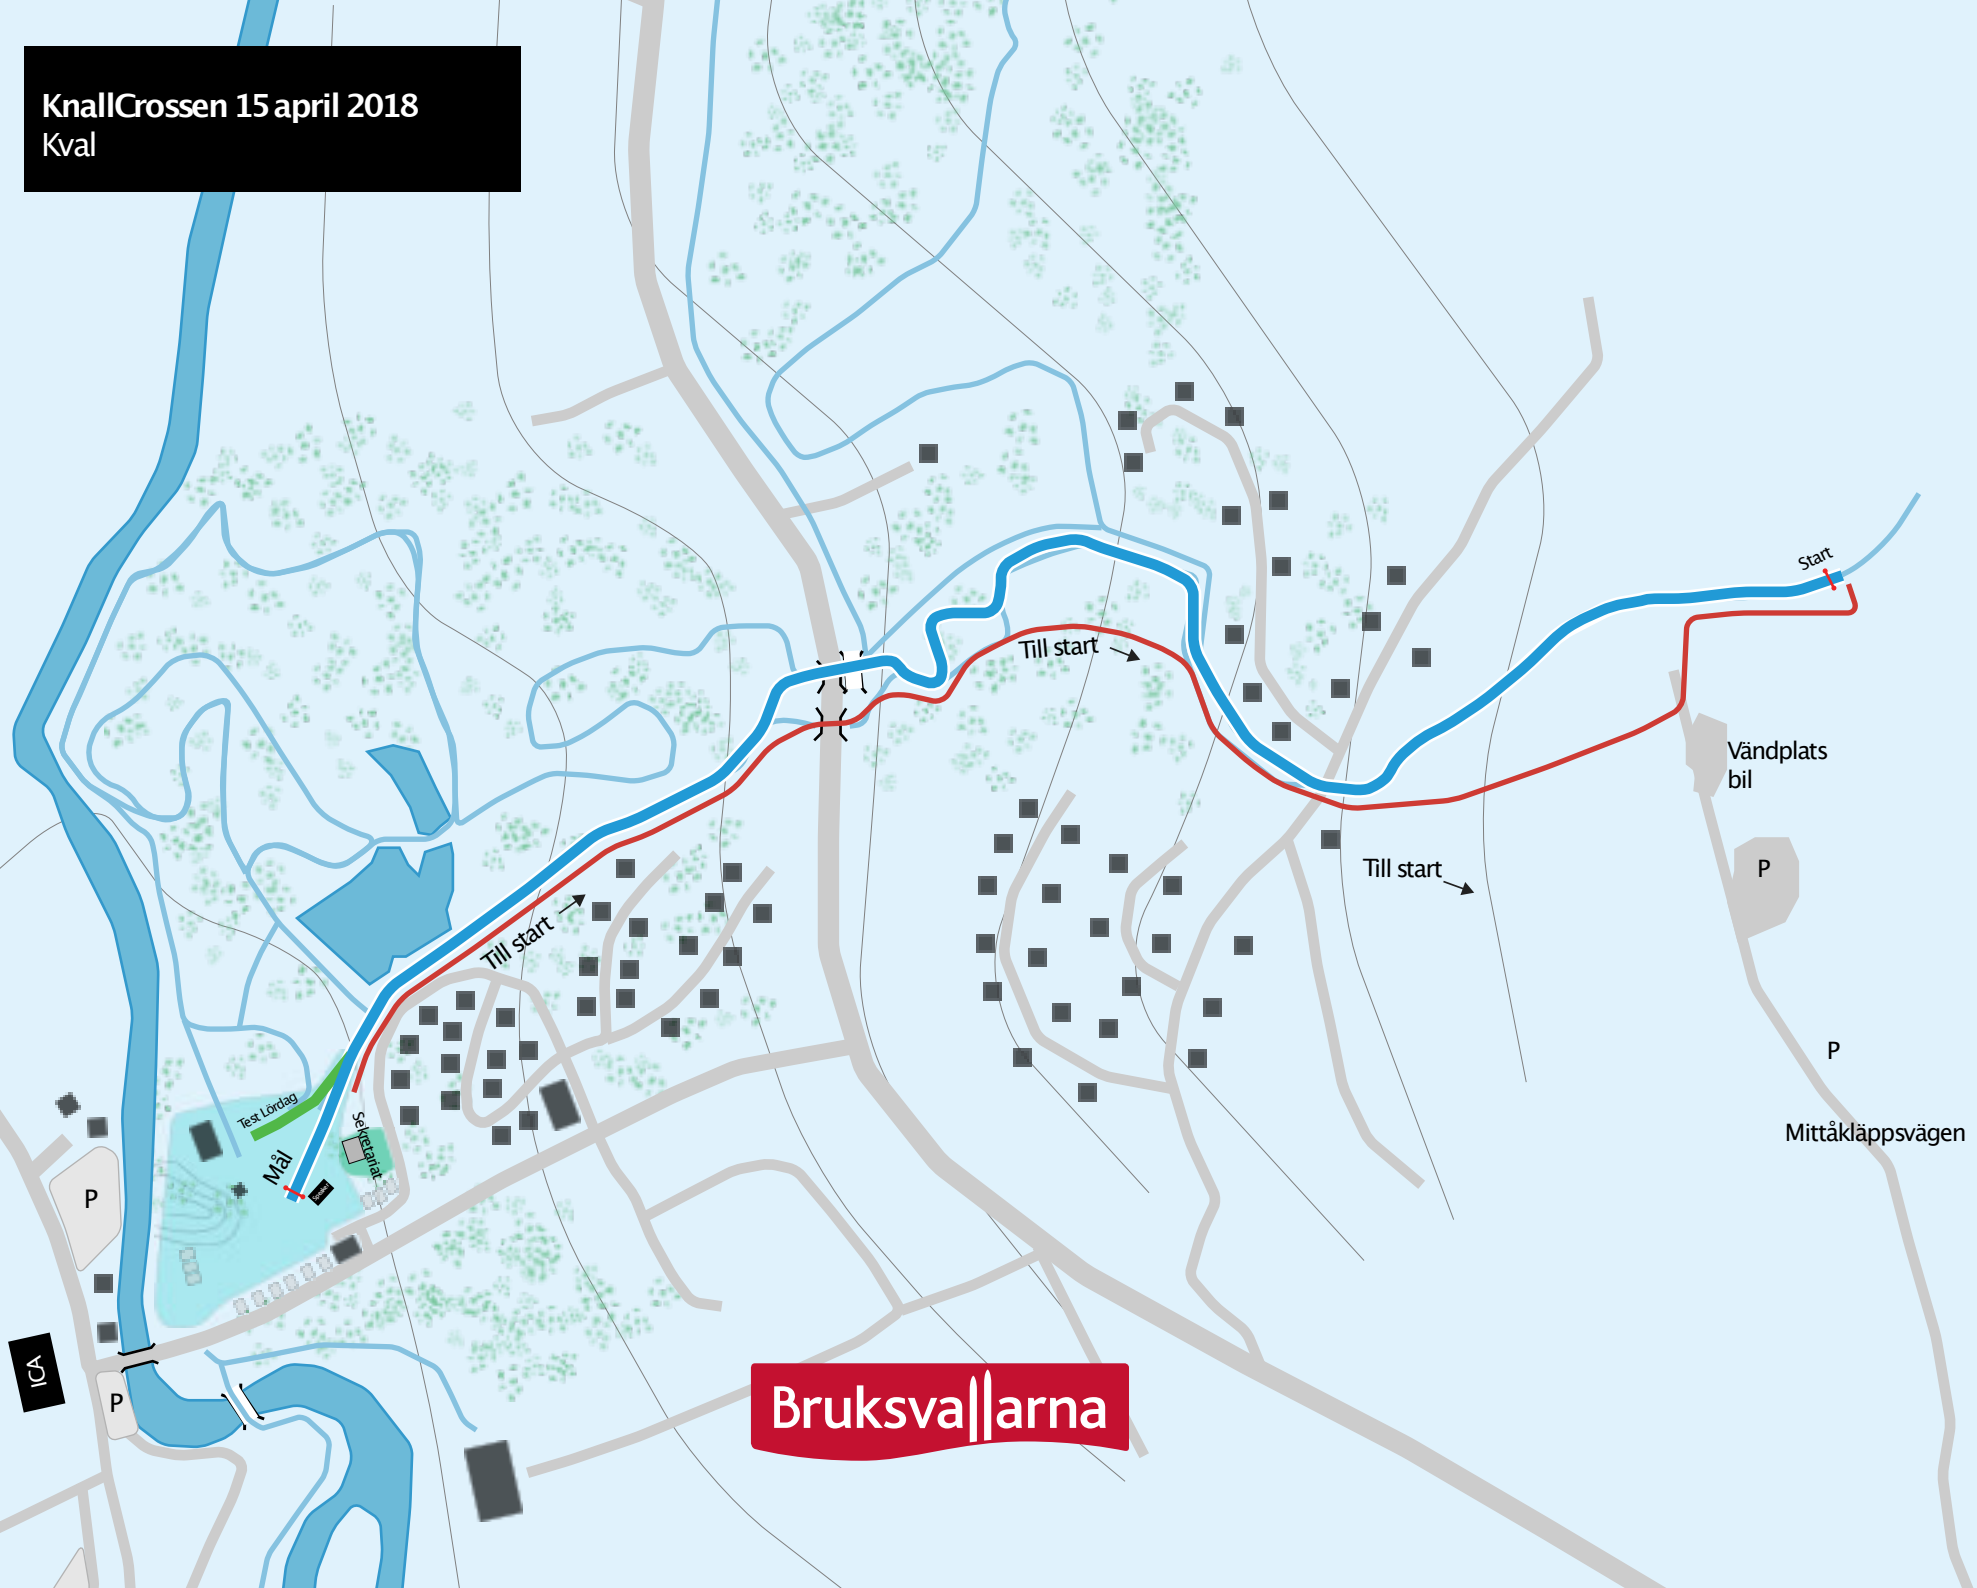 KnallCrossen 15 april 2018
Kval
Start
Till start
Vändplats
bil
P
Till start
Till start
P
Test Lördag
Sekretariat
Mål
Speaker
Mittåkläppsvägen
P
ICA
P
Bruksvallarna